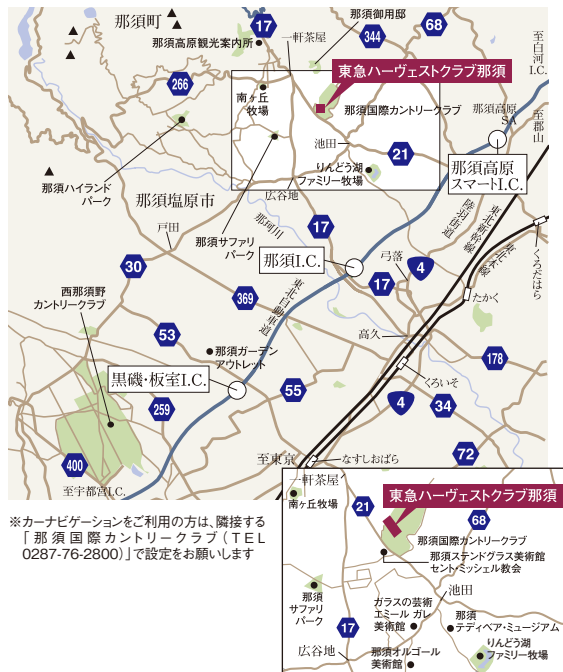 那須町
17
那須高原観光案内所
一軒茶屋
那須御用邸
344
68
至白河I.C.
266
南ヶ丘
牧場
東急ハーヴェストクラブ那須
那須国際カントリークラブ
那須高原
SA
至郡山
池田
21
りんどう湖
ファミリー牧場
那須高原
スマートI.C.
那須ハイランド
パーク
那須塩原市
広谷地
戸田
那須サファリ
パーク
那珂川
17
那須I.C.
陸羽街道
東北新幹線
東北本線
くろだはら
30
弓落
4
17
たかく
西那須野
カントリークラブ
369
東北自動車道
53
高久
那須ガーデン
アウトレット
178
黒磯・板室I.C.
くろいそ
55
259
4
34
400
72
至東京
なすしおばら
至宇都宮I.C.
※カーナビゲーションをご利用の方は、隣接する
「那須国際カントリークラブ(TEL
0287-76-2800)」で設定をお願いします
一軒茶屋
南ヶ丘牧場
21
東急ハーヴェストクラブ那須
68
那須国際カントリークラブ
那須ステンドグラス美術館
セント・ミッシェル教会
那須
サファリ
パーク
ガラスの芸術
エミール ガレ
美術館
池田
那須
テディベア・ミュージアム
17
広谷地
那須オルゴール
美術館
りんどう湖
ファミリー牧場